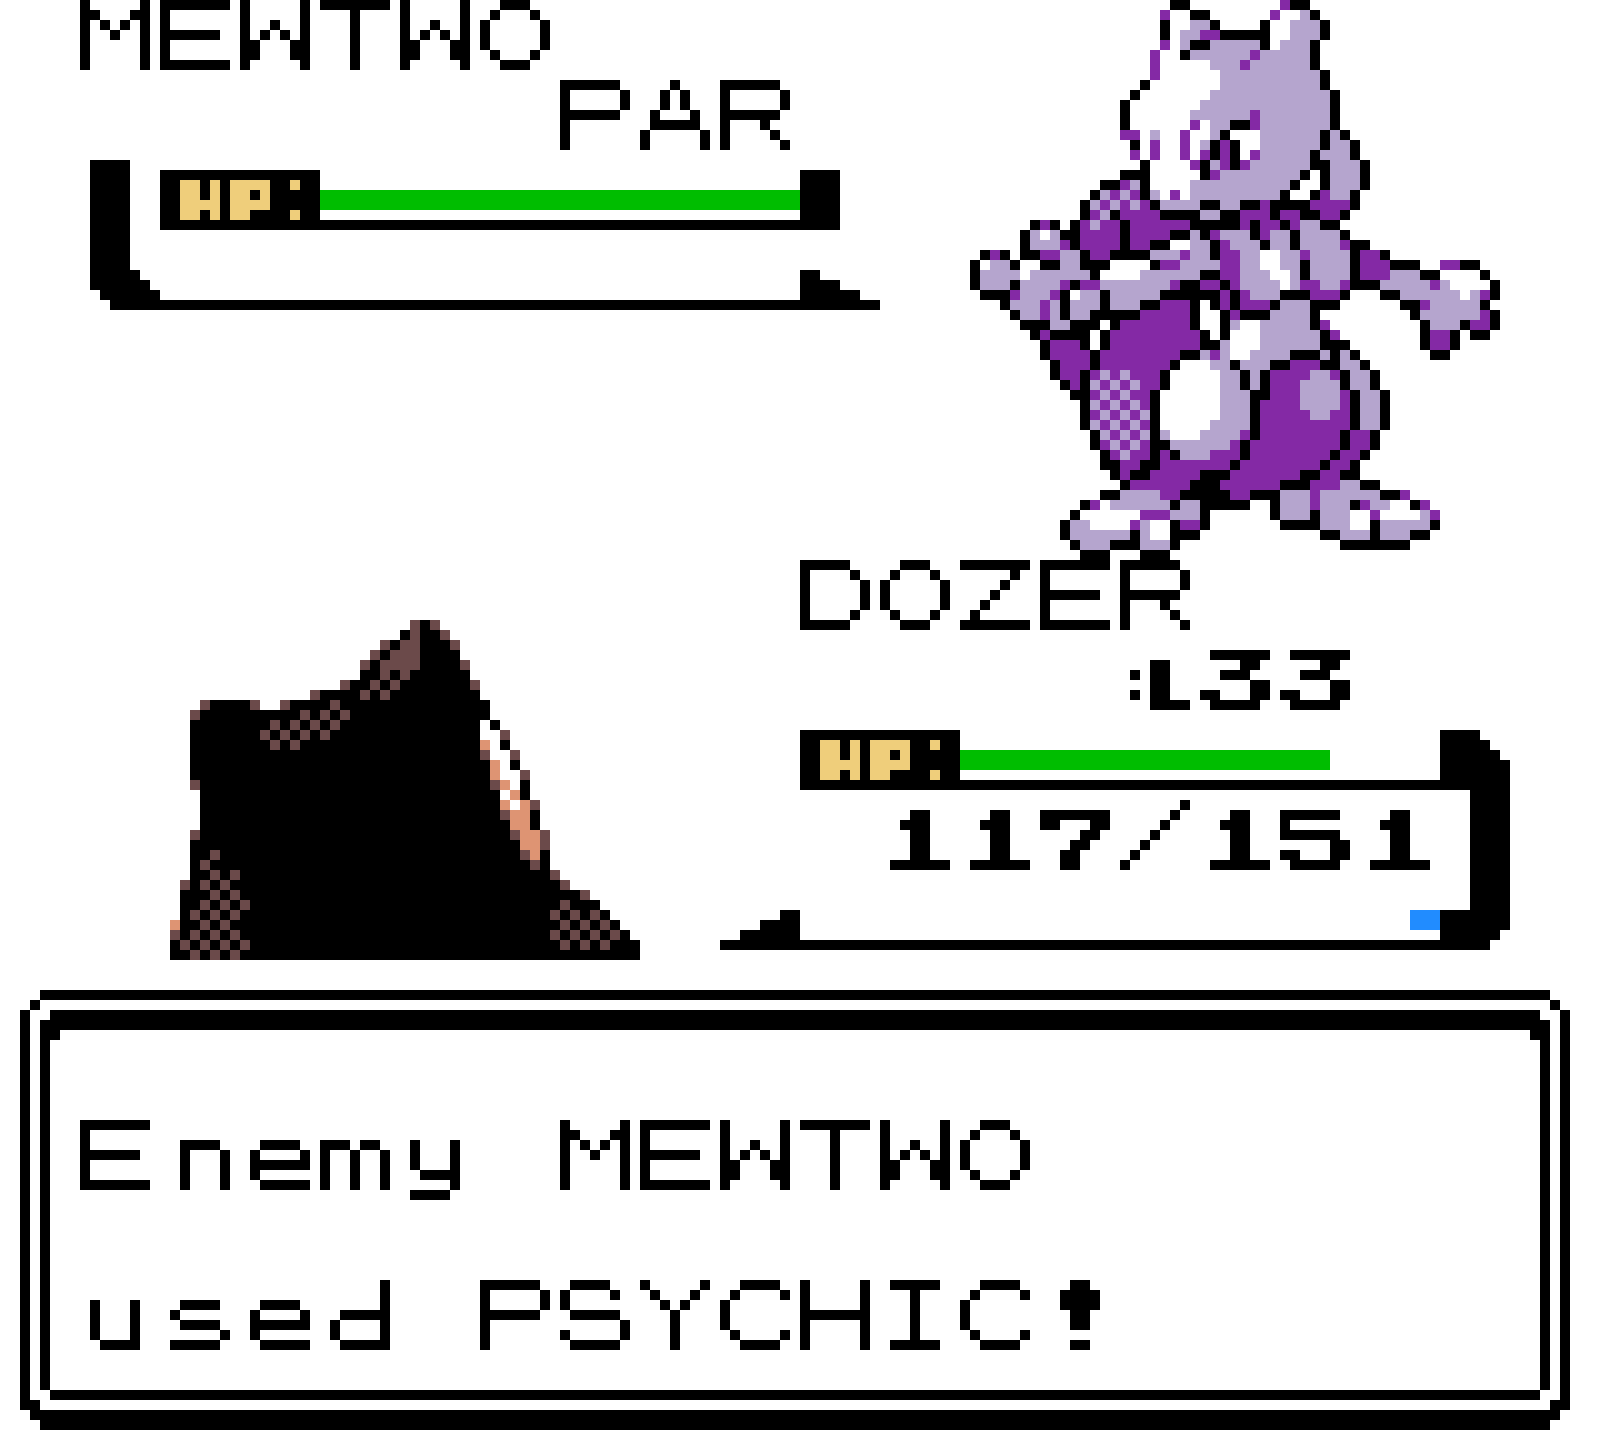 MEWTWO
PAR
HP:
DOZER
:L33
HP:
117/151
Enemy MEWTWO
used PSYCHIC!